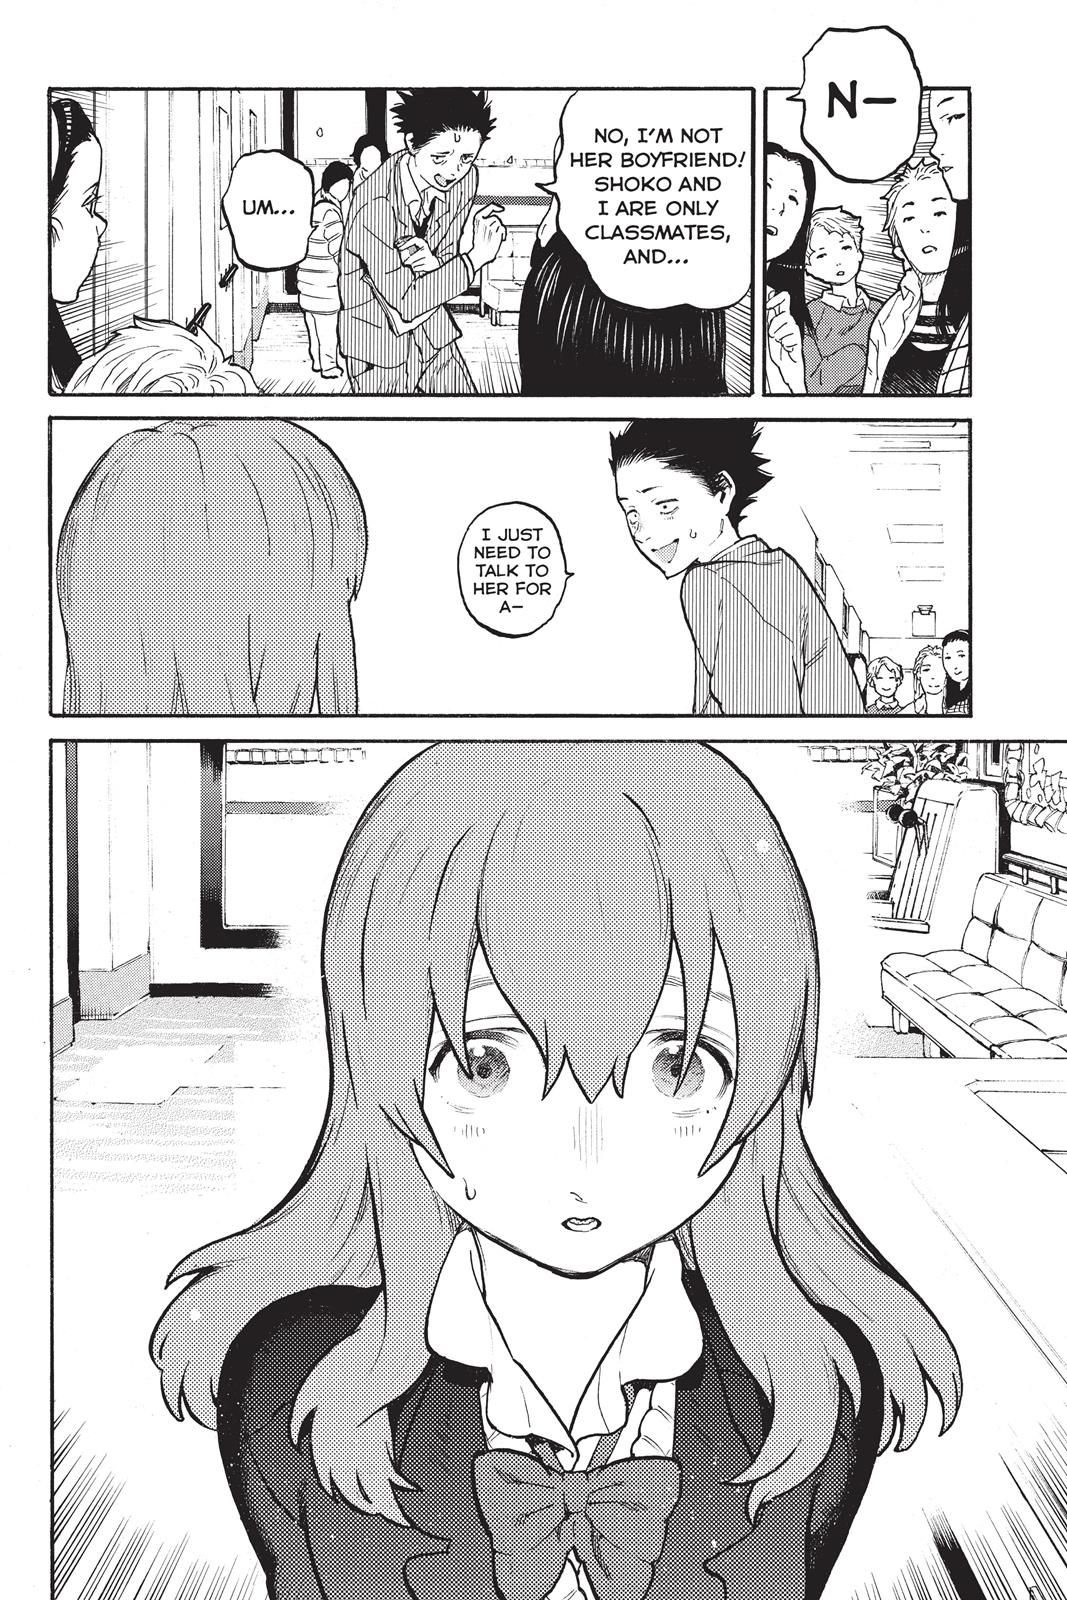 N–
NO, I'M NOT
HER BOYFRIEND!
SHOKO AND
I ARE ONLY
CLASSMATES,
AND...
UM...
I JUST
NEED TO
TALK TO
HER FOR
A–